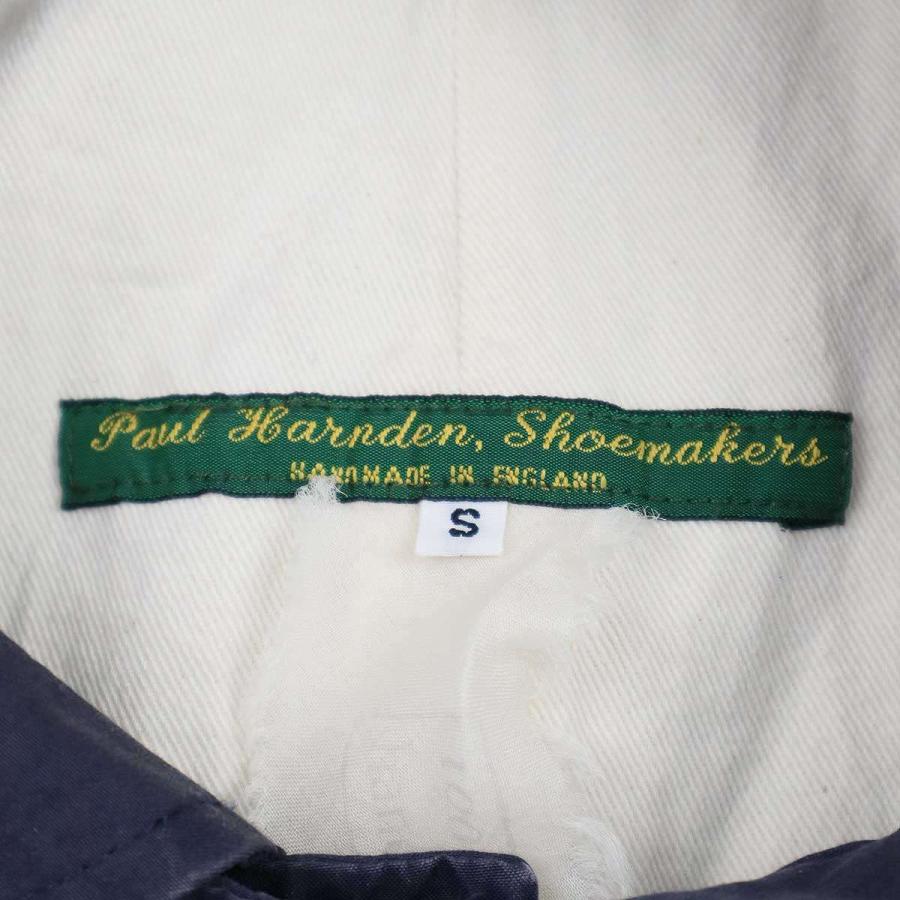 Paul Harnden, Shoemakers
HANDMADE IN ENGLAND
S